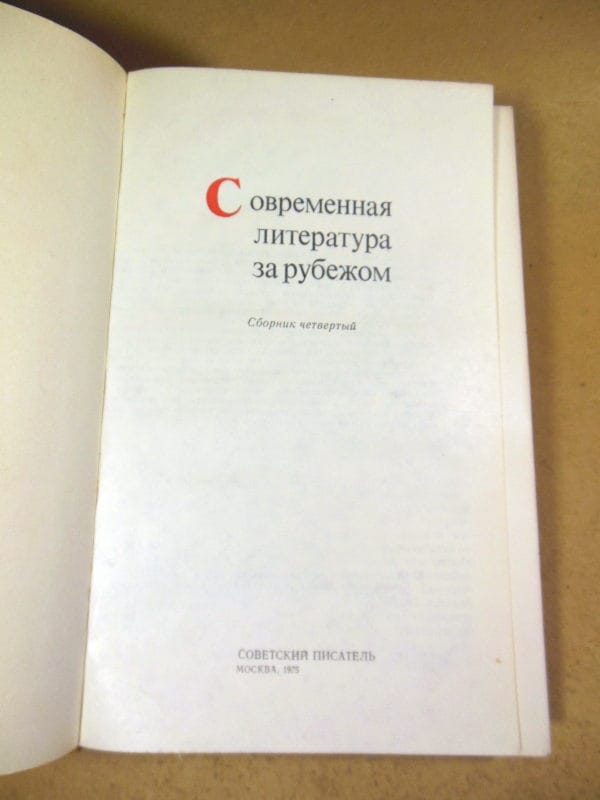 Современная
литература
за рубежом
Сборник четвертый
СОВЕТСКИЙ ПИСАТЕЛЬ
МОСКВА, 1975